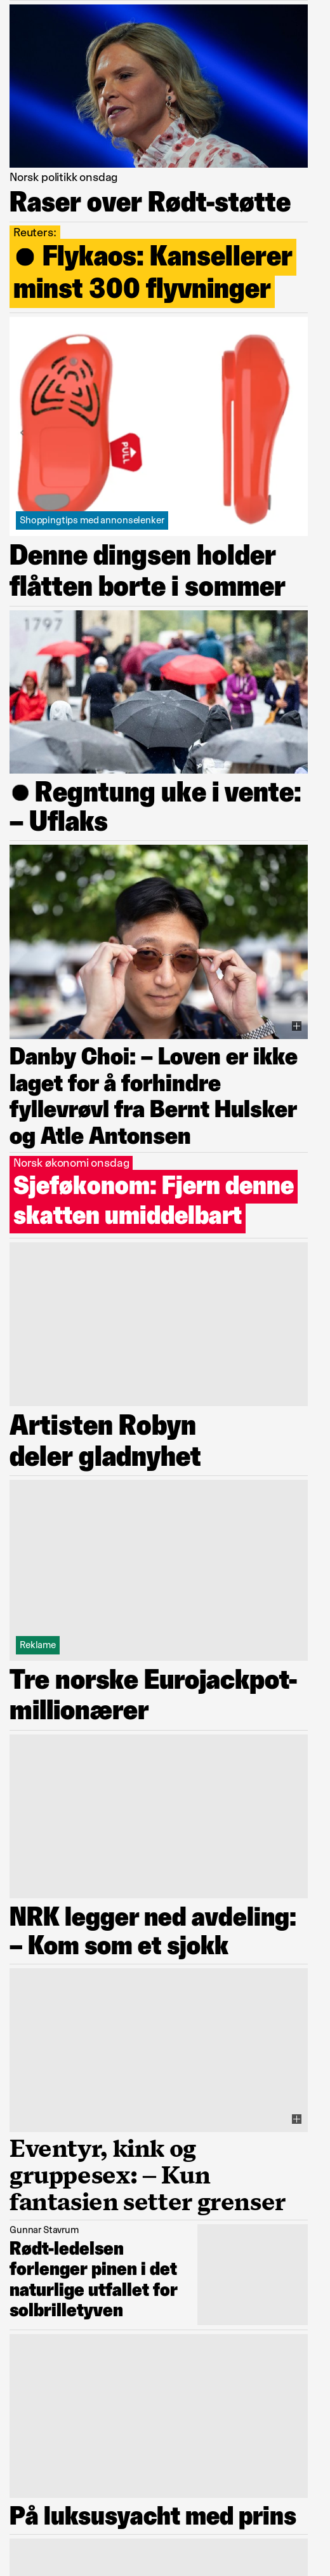 Norsk politikk onsdag
Raser over Rødt-støtte
Reuters:
● Flykaos: Kansellerer
minst 300 flyvninger
PULL
Shoppingtips med annonselenker
Denne dingsen holder
flåtten borte i sommer
1797
● Regntung uke i vente:
– Uflaks
Danby Choi: – Loven er ikke
laget for å forhindre
fyllevrøvl fra Bernt Hulsker
og Atle Antonsen
Norsk økonomi onsdag
Sjeføkonom: Fjern denne
skatten umiddelbart
Artisten Robyn
deler gladnyhet
Reklame
Tre norske Eurojackpot-
millionærer
NRK legger ned avdeling:
– Kom som et sjokk
Eventyr, kink og
gruppesex: – Kun
fantasien setter grenser
Gunnar Stavrum
Rødt-ledelsen
forlenger pinen i det
naturlige utfallet for
solbrilletyven
På luksusyacht med prins